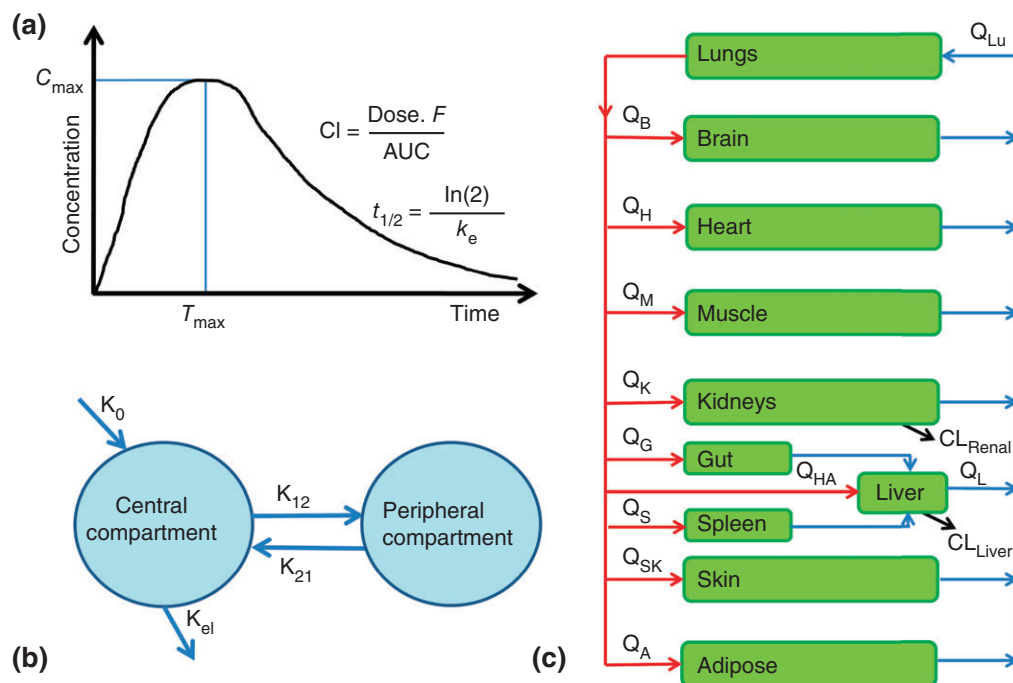 (a)
Cmax
Concentration
Cl = Dose. F
AUC
t1/2 = ln(2)
ke
Tmax
Time
K0
Central
compartment
K12
K21
Peripheral
compartment
Kel
(b)
QLu
Lungs
QB
Brain
QH
Heart
QM
Muscle
QK
Kidneys
CLRenal
QG
Gut
QHA
QL
Liver
QS
Spleen
CLLiver
QSK
Skin
QA
Adipose
(c)